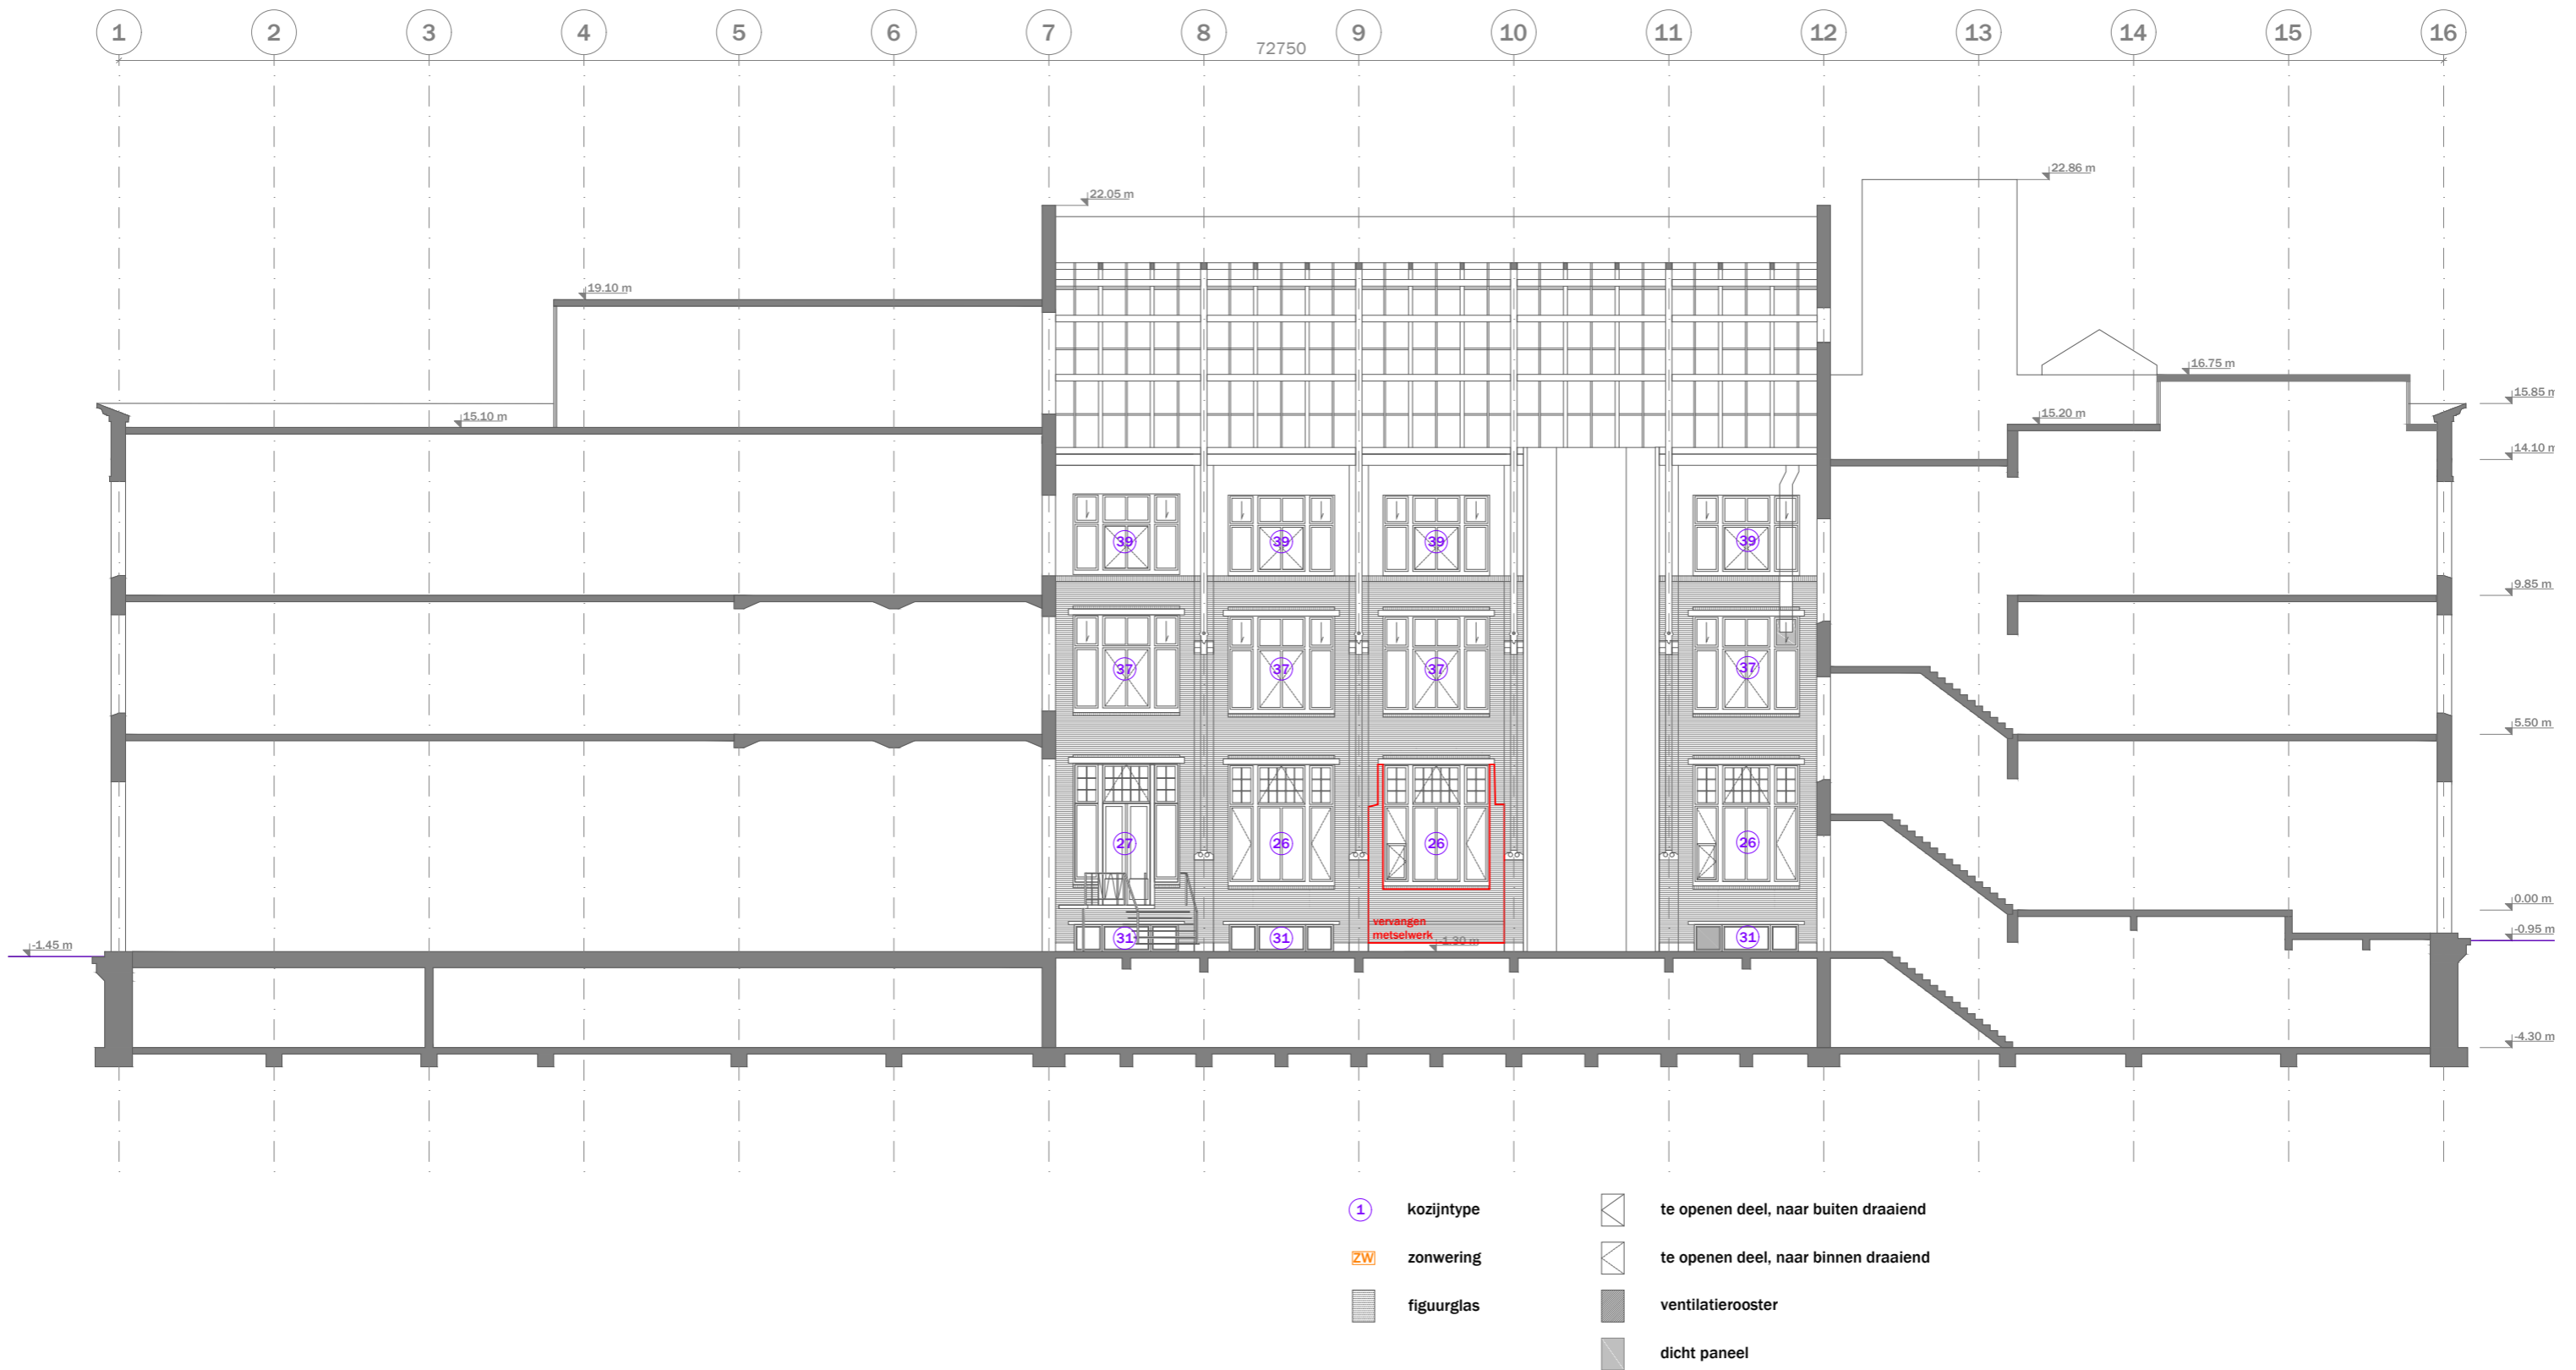 1 2 3 4 5 6 7 8 9 10 11 12 13 14 15 16
72750
22.86 m
22.05 m
19.10 m
16.75 m
15.85 m
15.10 m
15.20 m
14.10 m
39 39 39 39
9.85 m
37 37 37 37
5.50 m
27 26 26 26
0.00 m
vervangen
metselwerk
31 31 31
-0.95 m
-1.45 m
-1.30 m
-4.30 m
1 kozijntype
te openen deel, naar buiten draaiend
ZW zonwering
te openen deel, naar binnen draaiend
figuurglas
ventilatierooster
dicht paneel